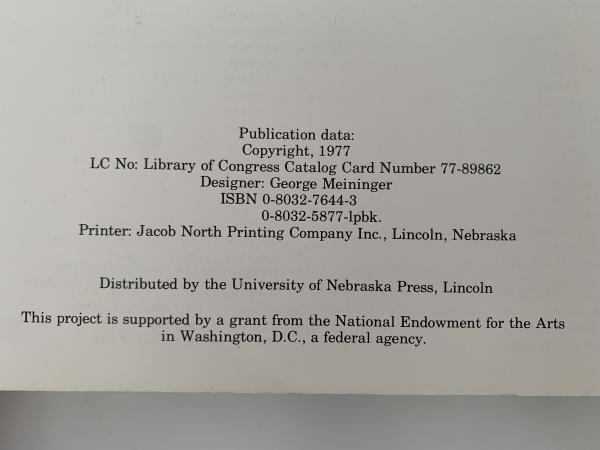 Publication data:
Copyright, 1977
LC No: Library of Congress Catalog Card Number 77-89862
Designer: George Meininger
ISBN 0-8032-7644-3
0-8032-5877-lpbk.
Printer: Jacob North Printing Company Inc., Lincoln, Nebraska
Distributed by the University of Nebraska Press, Lincoln
This project is supported by a grant from the National Endowment for the Arts
in Washington, D.C., a federal agency.